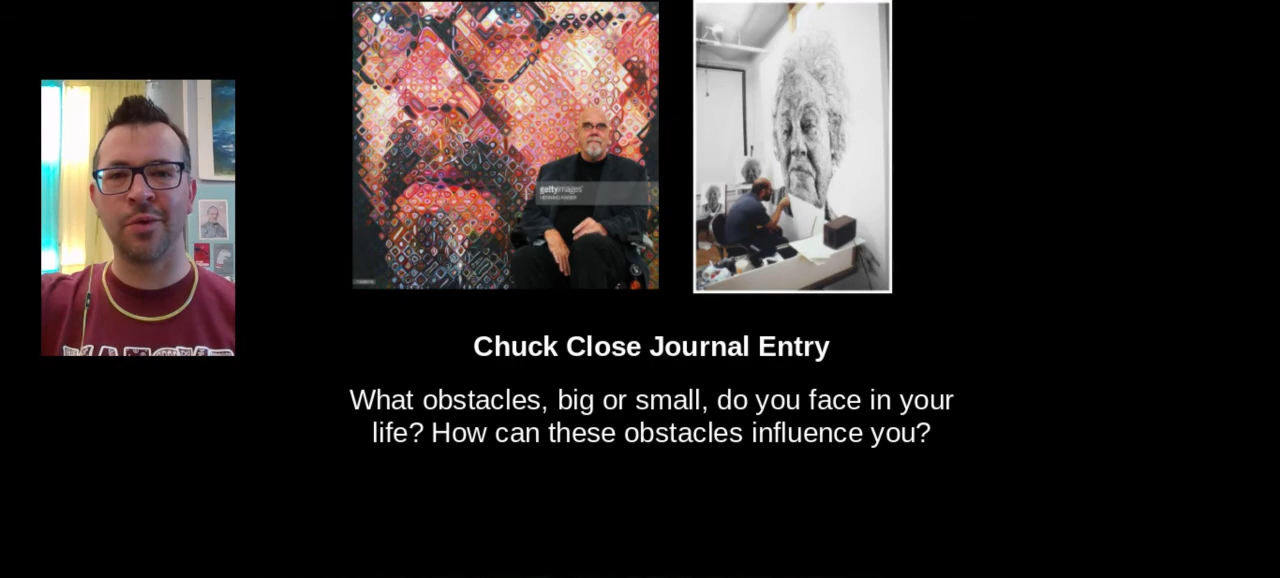 gettyimages
Chuck Close Journal Entry
What obstacles, big or small, do you face in your
life? How can these obstacles influence you?